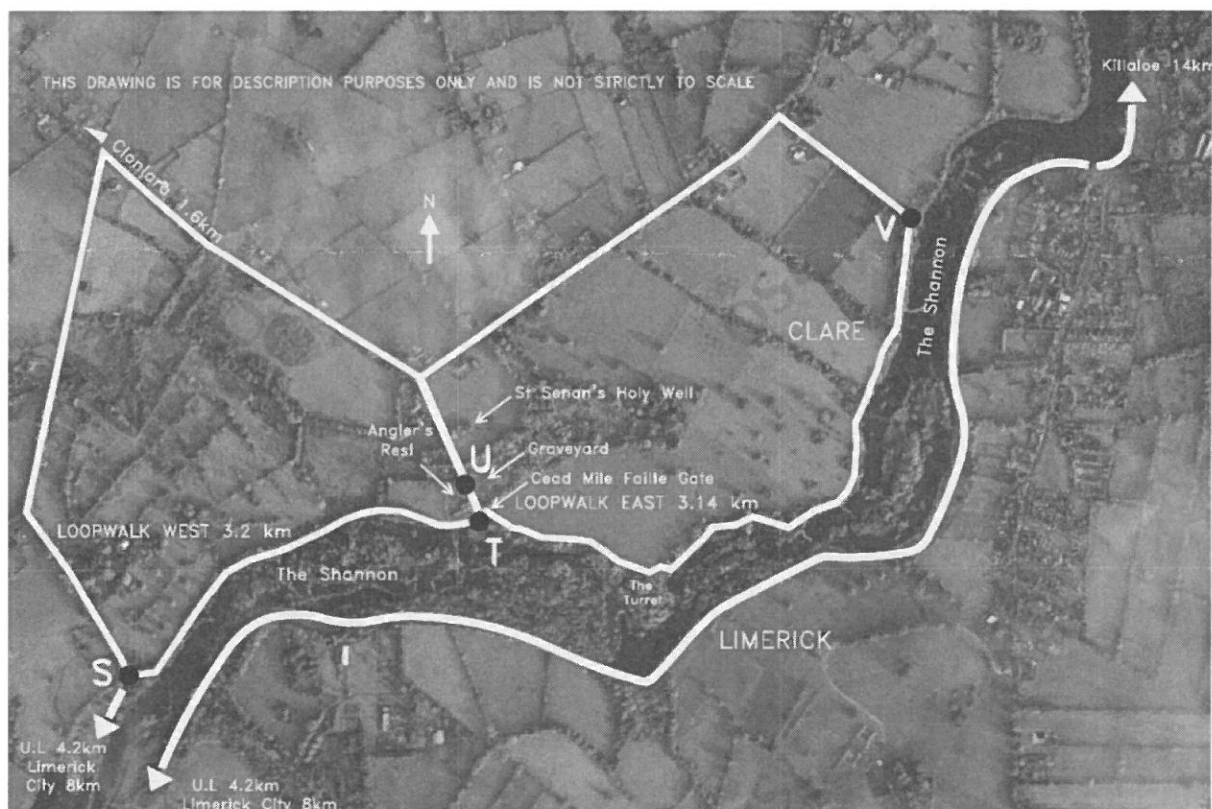 THIS DRAWING IS FOR DESCRIPTION PURPOSES ONLY AND IS NOT STRICTLY TO SCALE
Killaloe 14km
Clonlara 1.6km
N
V
The Shannon
CLARE
St Senan's Holy Well
Angler's
Rest
U
Graveyard
Cead Mile Failte Gate
LOOPWALK EAST 3.14 km
LOOPWALK WEST 3.2 km
T
The Shannon
The
Turret
LIMERICK
S
U.L 4.2km
Limerick
City 8km
U.L 4.2km
Limerick City 8km